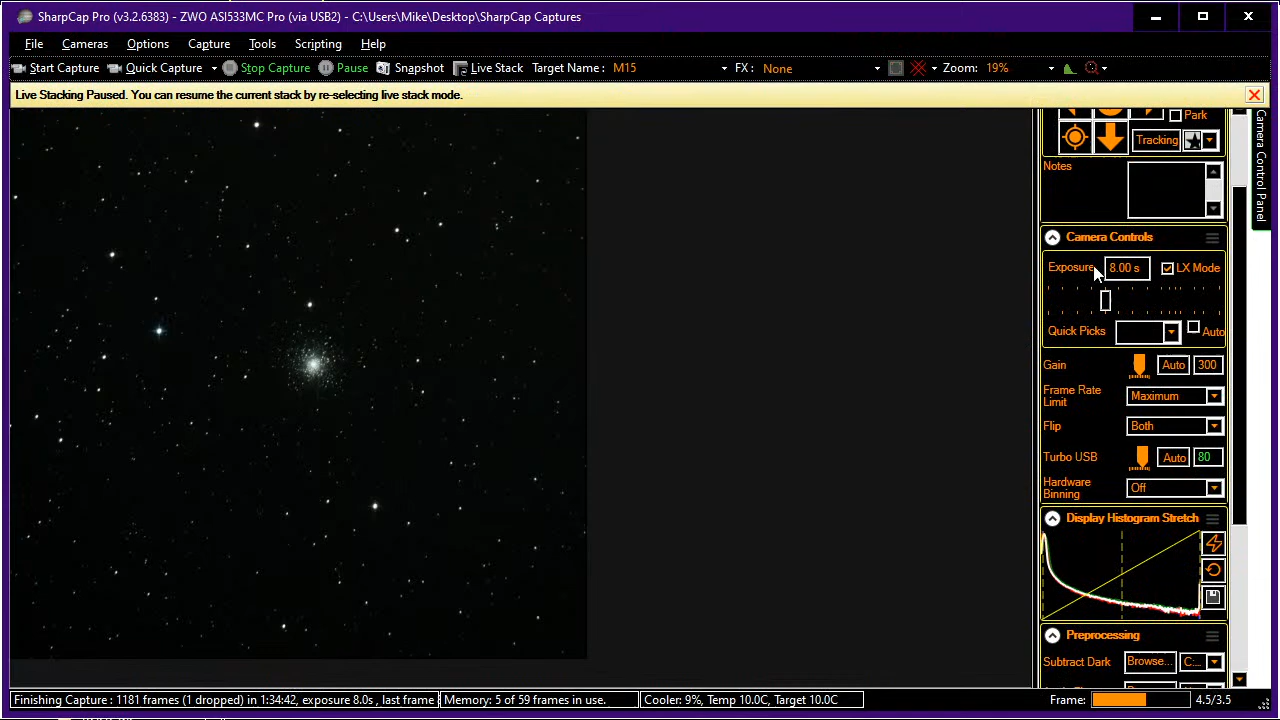 SharpCap Pro (v3.2.6383) - ZWO ASI533MC Pro (via USB2) - C:\Users\Mike\Desktop\SharpCap Captures
File Cameras Options Capture Tools Scripting Help
Start Capture Quick Capture Stop Capture Pause Snapshot Live Stack Target Name : M15 FX : None Zoom: 19%
Live Stacking Paused. You can resume the current stack by re-selecting live stack mode.
Park
Tracking
Notes
Camera Control Panel
Camera Controls
Exposure 8.00 s LX Mode
Quick Picks Auto
Gain Auto 300
Frame Rate
Limit Maximum
Flip Both
Turbo USB Auto 80
Hardware
Binning Off
Display Histogram Stretch
Preprocessing
Subtract Dark Browse... C:...
Finishing Capture : 1181 frames (1 dropped) in 1:34:42, exposure 8.0s , last frame Memory: 5 of 59 frames in use. Cooler: 9%, Temp 10.0C, Target 10.0C Frame: 4.5/3.5